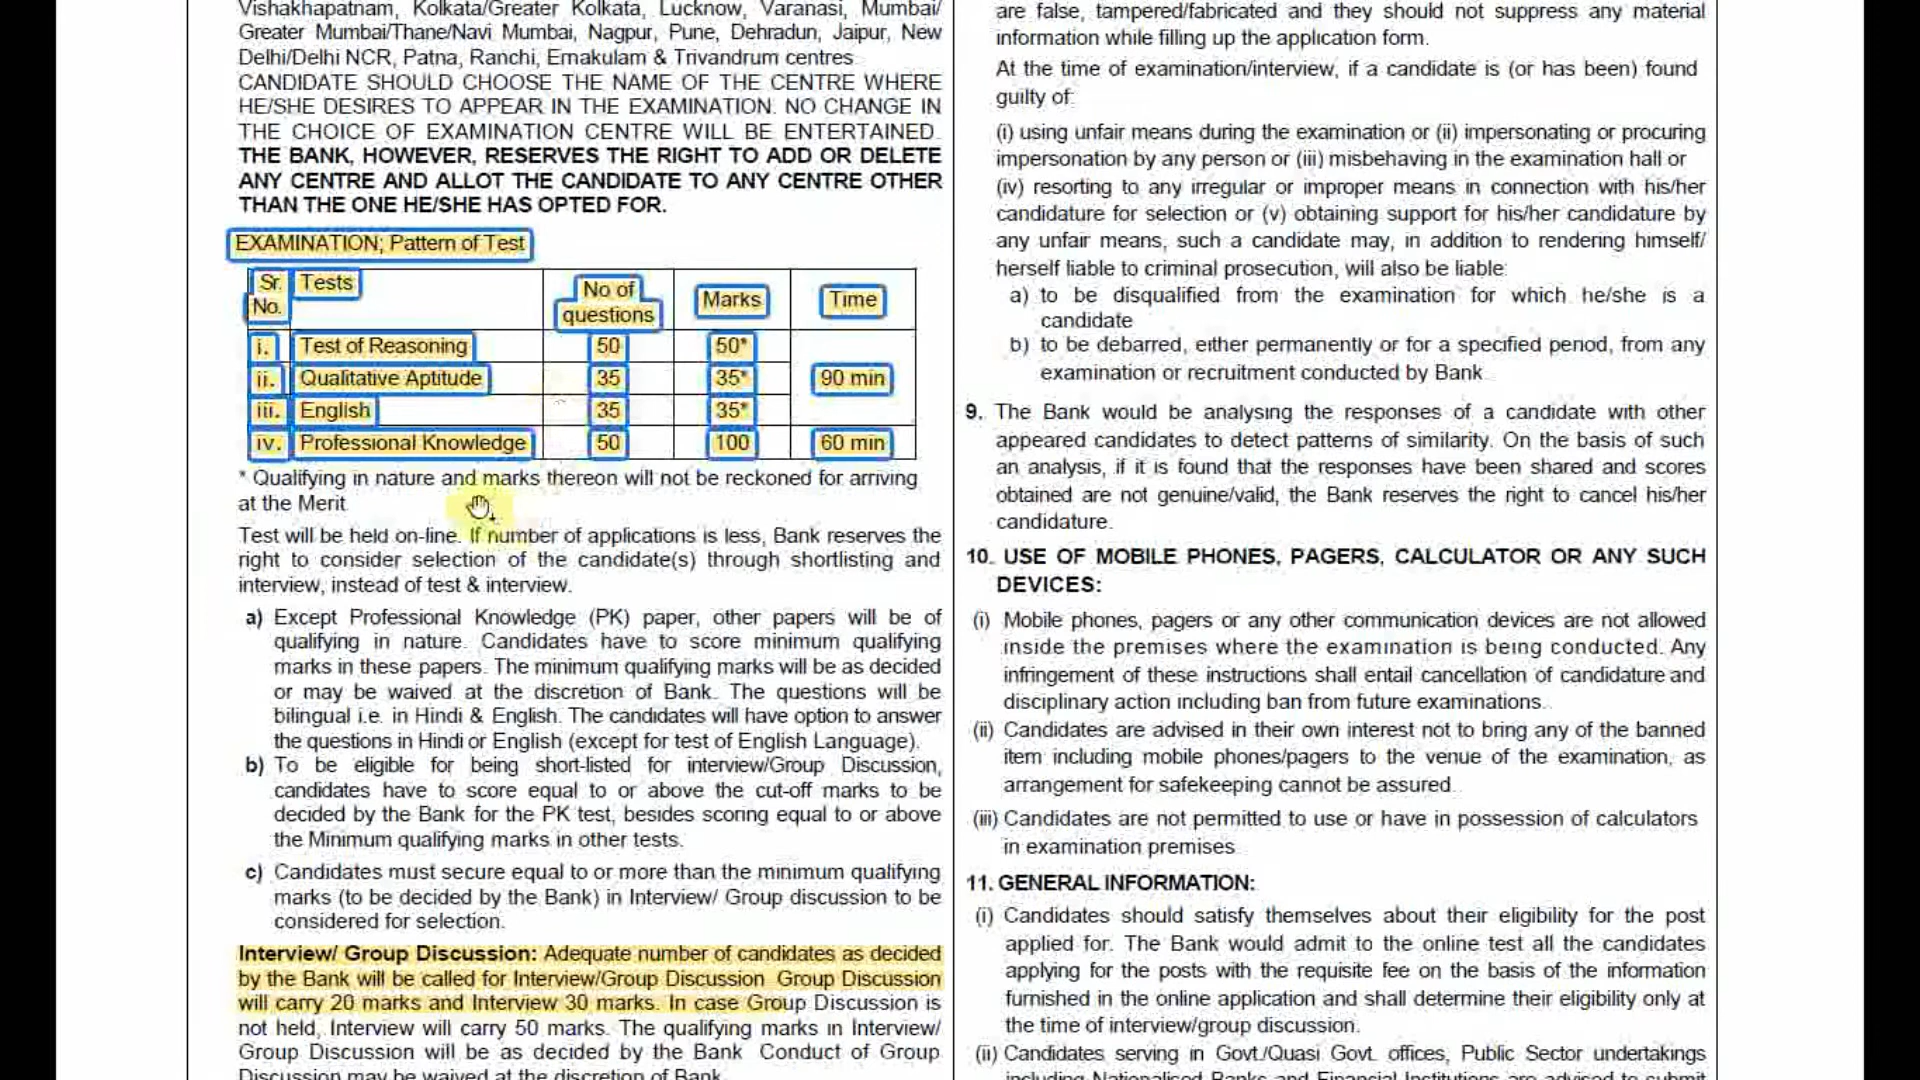 Vishakhapatnam, Kolkata/Greater Kolkata, Lucknow, Varanasi, Mumbai/
Greater Mumbai/Thane/Navi Mumbai, Nagpur, Pune, Dehradun, Jaipur, New
Delhi/Delhi NCR, Patna, Ranchi, Ernakulam & Trivandrum centres.
CANDIDATE SHOULD CHOOSE THE NAME OF THE CENTRE WHERE
HE/SHE DESIRES TO APPEAR IN THE EXAMINATION. NO CHANGE IN
THE CHOICE OF EXAMINATION CENTRE WILL BE ENTERTAINED.
THE BANK, HOWEVER, RESERVES THE RIGHT TO ADD OR DELETE
ANY CENTRE AND ALLOT THE CANDIDATE TO ANY CENTRE OTHER
THAN THE ONE HE/SHE HAS OPTED FOR.
EXAMINATION; Pattern of Test
Sr. No. Tests No of questions Marks Time
i. Test of Reasoning 50 50*
ii. Qualitative Aptitude 35 35* 90 min
iii. English 35 35*
iv. Professional Knowledge 50 100 60 min
* Qualifying in nature and marks thereon will not be reckoned for arriving
at the Merit.
Test will be held on-line. If number of applications is less, Bank reserves the
right to consider selection of the candidate(s) through shortlisting and
interview, instead of test & interview.
a) Except Professional Knowledge (PK) paper, other papers will be of
qualifying in nature. Candidates have to score minimum qualifying
marks in these papers. The minimum qualifying marks will be as decided
or may be waived at the discretion of Bank. The questions will be
bilingual i.e. in Hindi & English. The candidates will have option to answer
the questions in Hindi or English (except for test of English Language).
b) To be eligible for being short-listed for interview/Group Discussion,
candidates have to score equal to or above the cut-off marks to be
decided by the Bank for the PK test, besides scoring equal to or above
the Minimum qualifying marks in other tests.
c) Candidates must secure equal to or more than the minimum qualifying
marks (to be decided by the Bank) in Interview/ Group discussion to be
considered for selection.
Interview/ Group Discussion: Adequate number of candidates as decided
by the Bank will be called for Interview/Group Discussion. Group Discussion
will carry 20 marks and Interview 30 marks. In case Group Discussion is
not held, Interview will carry 50 marks. The qualifying marks in Interview/
Group Discussion will be as decided by the Bank. Conduct of Group
Discussion may be waived at the discretion of Bank.
are false, tampered/fabricated and they should not suppress any material
information while filling up the application form.
At the time of examination/interview, if a candidate is (or has been) found
guilty of:
(i) using unfair means during the examination or (ii) impersonating or procuring
impersonation by any person or (iii) misbehaving in the examination hall or
(iv) resorting to any irregular or improper means in connection with his/her
candidature for selection or (v) obtaining support for his/her candidature by
any unfair means, such a candidate may, in addition to rendering himself/
herself liable to criminal prosecution, will also be liable:
a) to be disqualified from the examination for which he/she is a
candidate
b) to be debarred, either permanently or for a specified period, from any
examination or recruitment conducted by Bank.
9. The Bank would be analysing the responses of a candidate with other
appeared candidates to detect patterns of similarity. On the basis of such
an analysis, if it is found that the responses have been shared and scores
obtained are not genuine/valid, the Bank reserves the right to cancel his/her
candidature.
10. USE OF MOBILE PHONES, PAGERS, CALCULATOR OR ANY SUCH
DEVICES:
(i) Mobile phones, pagers or any other communication devices are not allowed
inside the premises where the examination is being conducted. Any
infringement of these instructions shall entail cancellation of candidature and
disciplinary action including ban from future examinations.
(ii) Candidates are advised in their own interest not to bring any of the banned
item including mobile phones/pagers to the venue of the examination, as
arrangement for safekeeping cannot be assured.
(iii) Candidates are not permitted to use or have in possession of calculators
in examination premises.
11. GENERAL INFORMATION:
(i) Candidates should satisfy themselves about their eligibility for the post
applied for. The Bank would admit to the online test all the candidates
applying for the posts with the requisite fee on the basis of the information
furnished in the online application and shall determine their eligibility only at
the time of interview/group discussion.
(ii) Candidates serving in Govt./Quasi Govt. offices, Public Sector undertakings
including Nationalised Banks and Financial Institutions are advised to submit